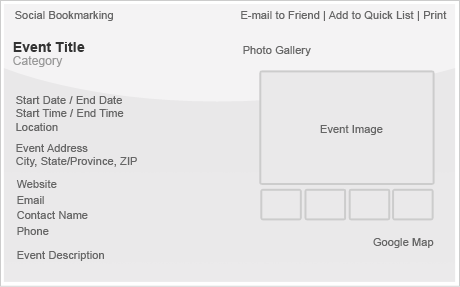 Social Bookmarking
E-mail to Friend | Add to Quick List | Print
Event Title
Category
Photo Gallery
Start Date / End Date
Start Time / End Time
Location
Event Image
Event Address
City, State/Province, ZIP
Website
Email
Contact Name
Phone
Google Map
Event Description